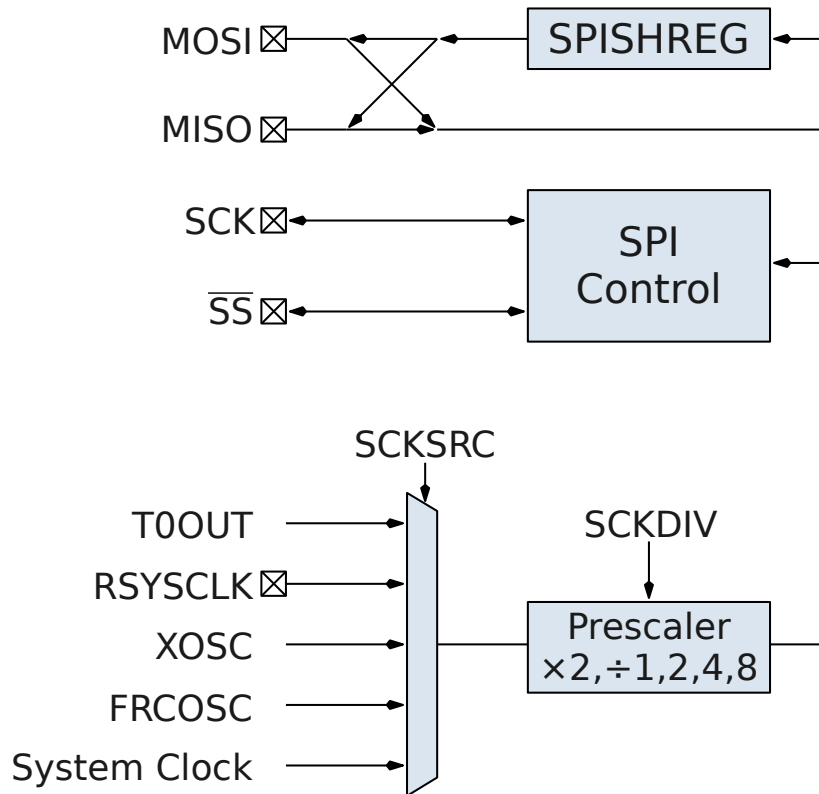 MOSI
SPISHREG
MISO
SCK
SPI
Control
SS
SCKSRC
T0OUT
SCKDIV
RSYSCLK
XOSC
Prescaler
×2,÷1,2,4,8
FRCOSC
System Clock